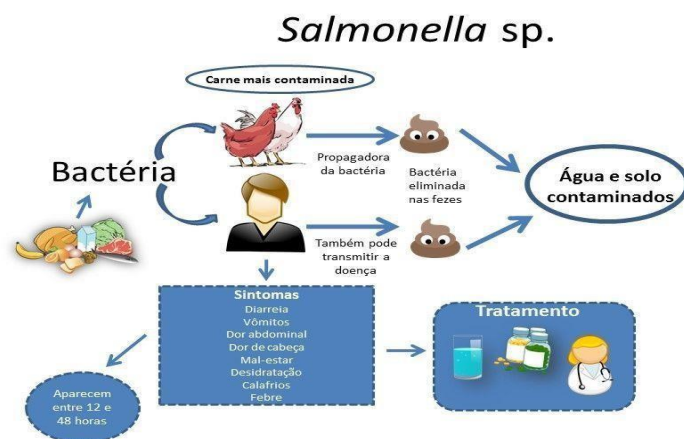 Salmonella sp.
Carne mais contaminada
Bactéria
Propagadora
da bactéria
Bactéria
eliminada
nas fezes
Água e solo
contaminados
Também pode
transmitir a
doença
Sintomas
Diarreia
Vômitos
Dor abdominal
Dor de cabeça
Mal-estar
Desidratação
Calafrios
Febre
Tratamento
Aparecem
entre 12 e
48 horas